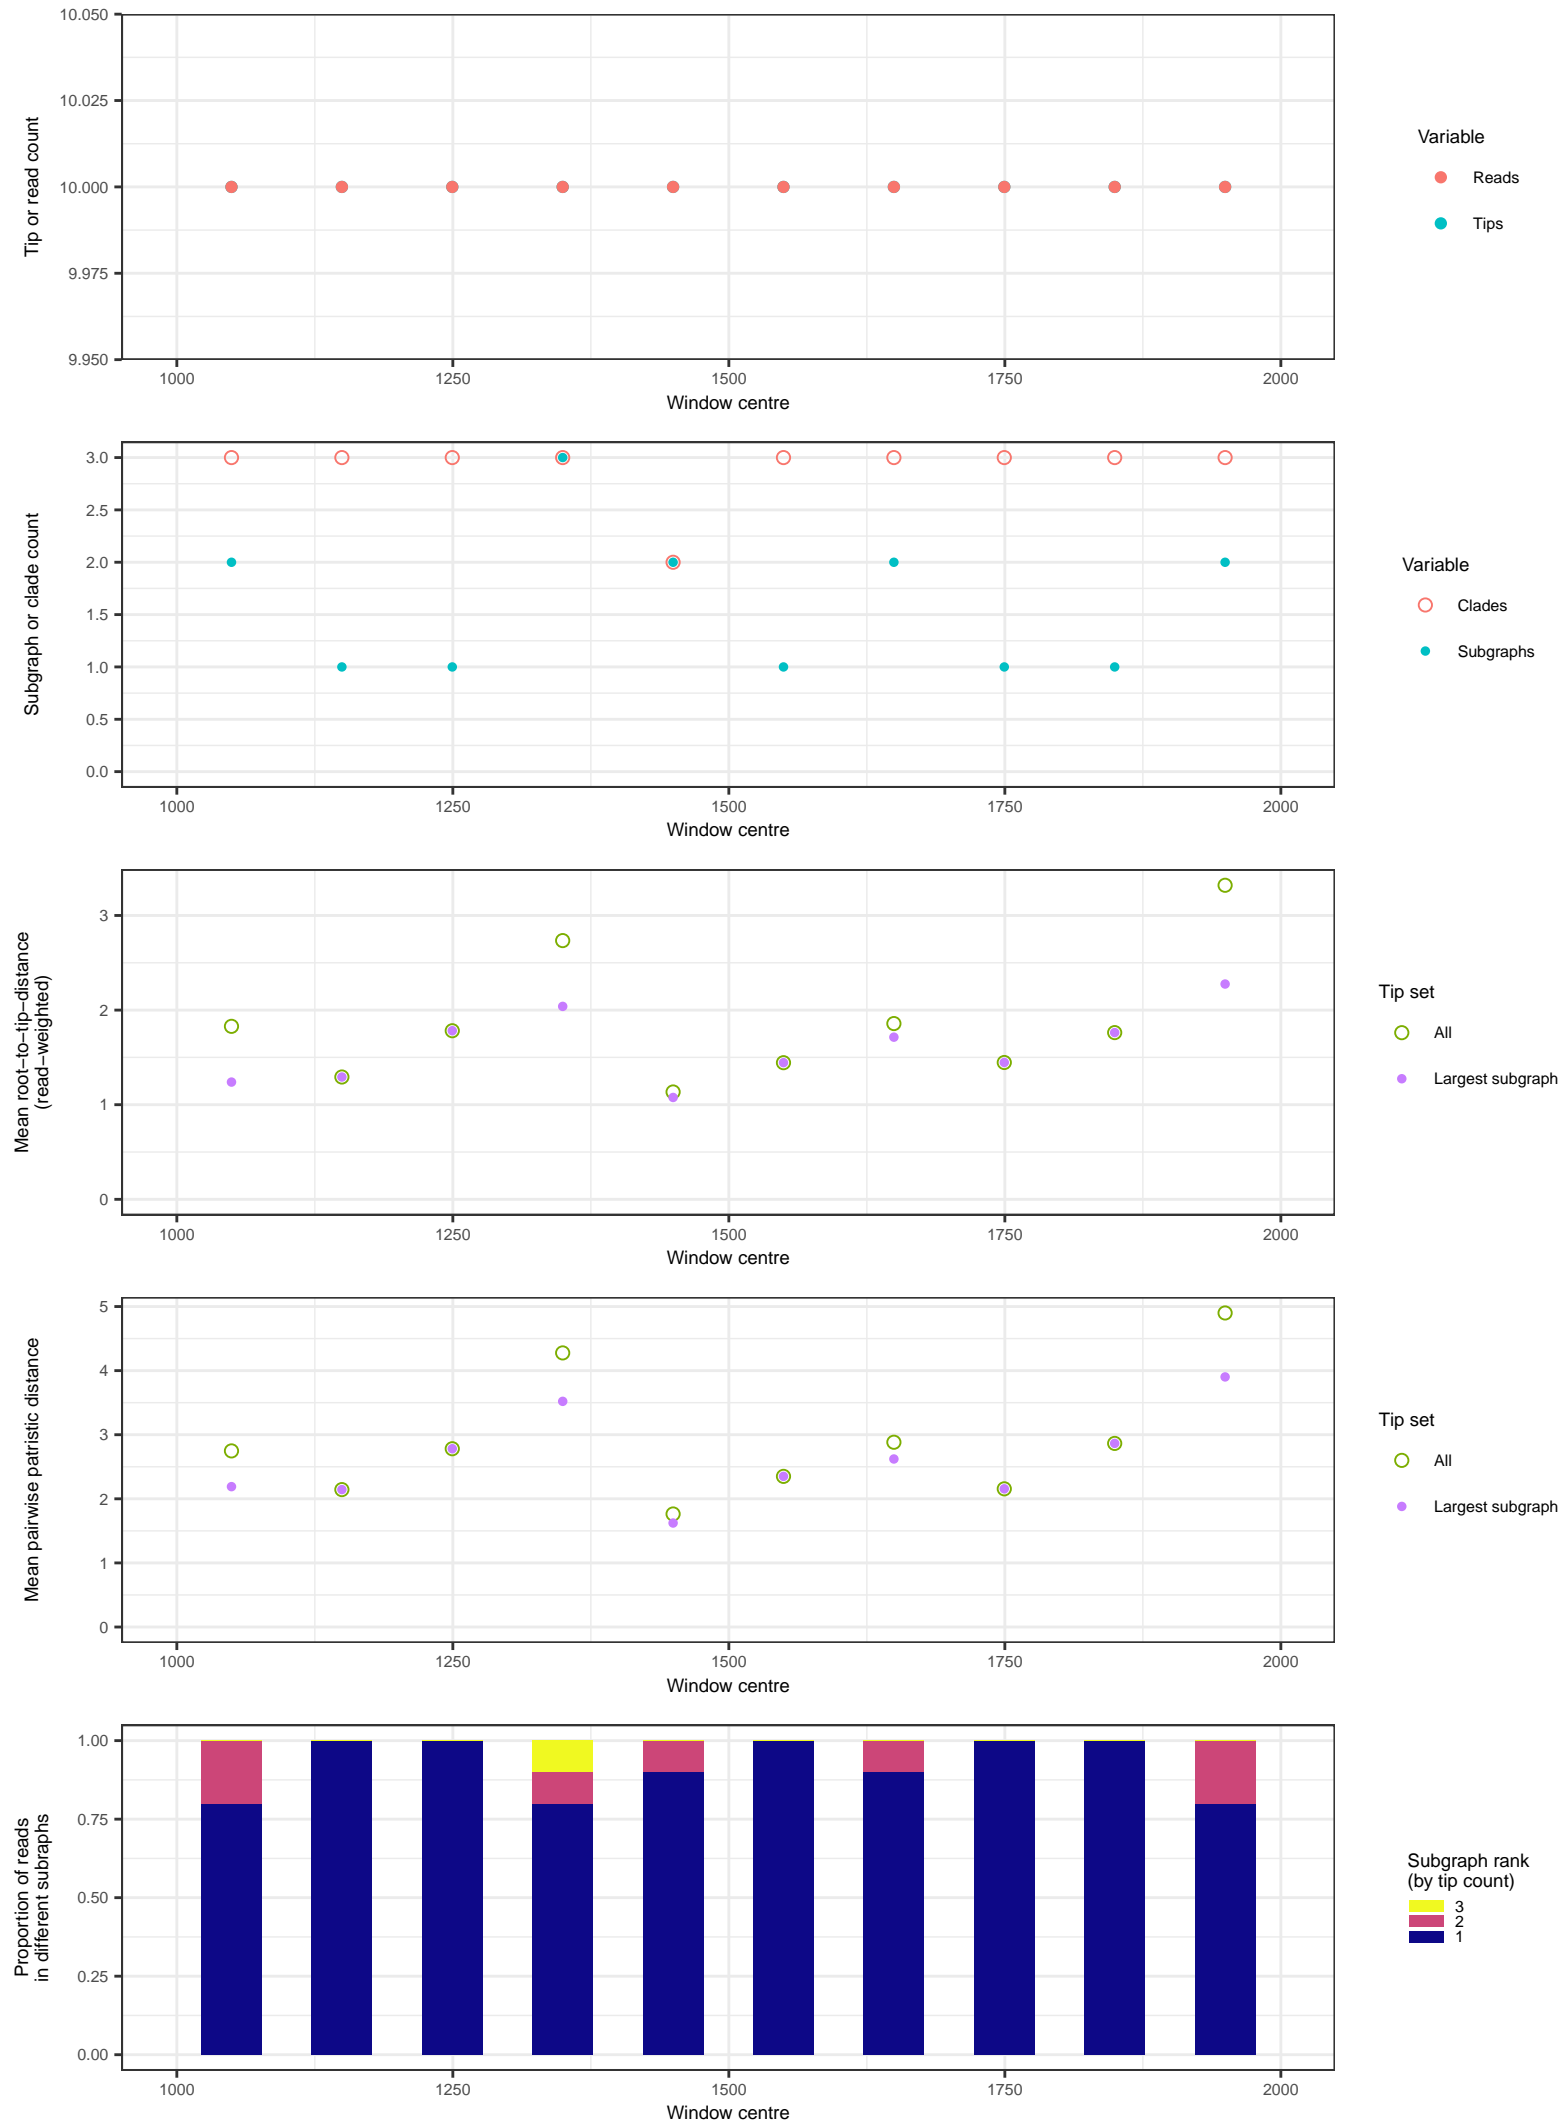 Tip or read count
10.050
10.025
10.000
9.975
9.950
1000 1250 1500 1750 2000
Window centre
Variable
Reads
Tips
Subgraph or clade count
3.0
2.5
2.0
1.5
1.0
0.5
0.0
1000 1250 1500 1750 2000
Window centre
Variable
Clades
Subgraphs
Mean root−to−tip−distance
(read−weighted)
3
2
1
0
1000 1250 1500 1750 2000
Window centre
Tip set
All
Largest subgraph
Mean pairwise patristic distance
5
4
3
2
1
0
1000 1250 1500 1750 2000
Window centre
Tip set
All
Largest subgraph
Proportion of reads
in different subraphs
1.00
0.75
0.50
0.25
0.00
1000 1250 1500 1750 2000
Window centre
Subgraph rank
(by tip count)
3
2
1